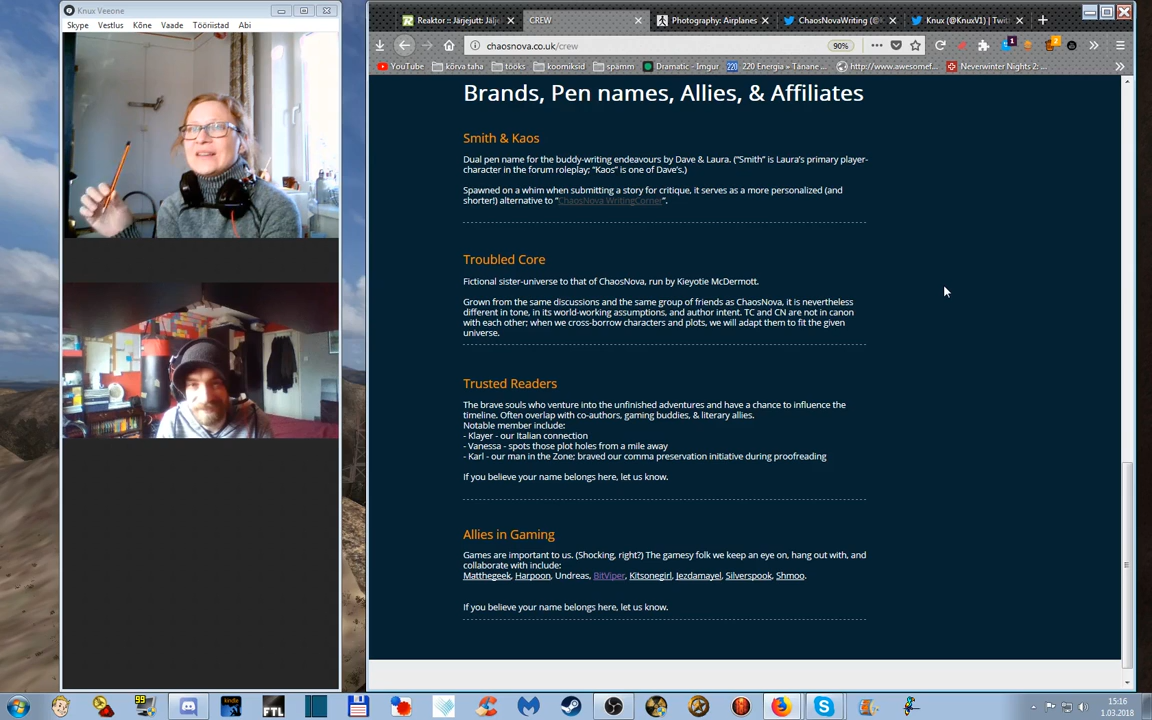 Knux Veeone
Skype Vestlus Kõne Vaade Tööriistad Abi
Reaktor :: Järjejutt: Jälje
CREW
Photography: Airplanes
ChaosNovaWriting (@
Knux (@KnuxV1) | Twit
chaosnova.co.uk/crew
90%
1
2
YouTube kõrva taha tööks koomiksid spämm Dramatic - Imgur 220 220 Energia » Tänane ... http://www.awesomef... Neverwinter Nights 2: ...
Brands, Pen names, Allies, & Affiliates
Smith & Kaos
Dual pen name for the buddy-writing endeavours by Dave & Laura. ("Smith" is Laura's primary player-
character in the forum roleplay; "Kaos" is one of Dave's.)
Spawned on a whim when submitting a story for critique, it serves as a more personalized (and
shorter!) alternative to "ChaosNova WritingCorner".
Troubled Core
Fictional sister-universe to that of ChaosNova, run by Kieyotie McDermott.
Grown from the same discussions and the same group of friends as ChaosNova, it is nevertheless
different in tone, in its world-working assumptions, and author intent. TC and CN are not in canon
with each other; when we cross-borrow characters and plots, we will adapt them to fit the given
universe.
Trusted Readers
The brave souls who venture into the unfinished adventures and have a chance to influence the
timeline. Often overlap with co-authors, gaming buddies, & literary allies.
Notable member include:
- Klayer - our Italian connection
- Vanessa - spots those plot holes from a mile away
- Karl - our man in the Zone; braved our comma preservation initiative during proofreading
If you believe your name belongs here, let us know.
Allies in Gaming
Games are important to us. (Shocking, right?) The gamesy folk we keep an eye on, hang out with, and
collaborate with include:
Matthegeek, Harpoon, Undreas, BitViper, Kitsonegirl, Jezdamayel, Silverspook, Shmoo.
If you believe your name belongs here, let us know.
99
kindle
FTL
15:16
1.03.2018